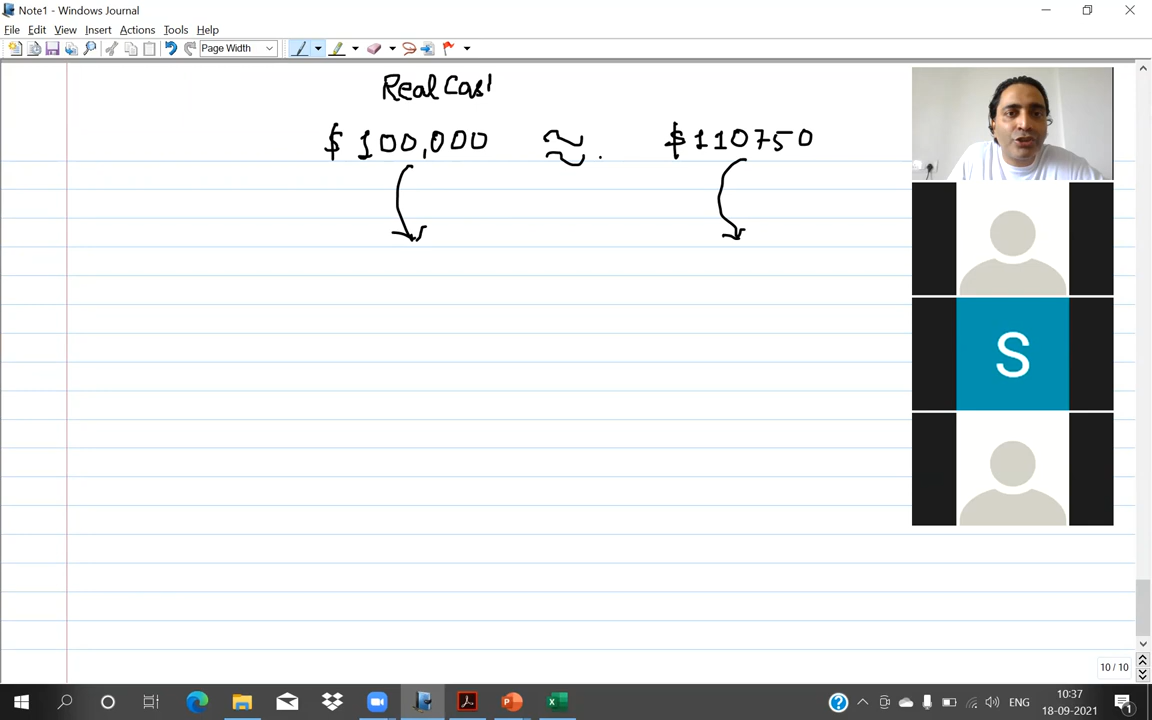 Note1 - Windows Journal
File Edit View Insert Actions Tools Help
Page Width
Real Cost
$ 100,000 ≈ $110750
S
10 / 10
ENG
10:37
18-09-2021
1